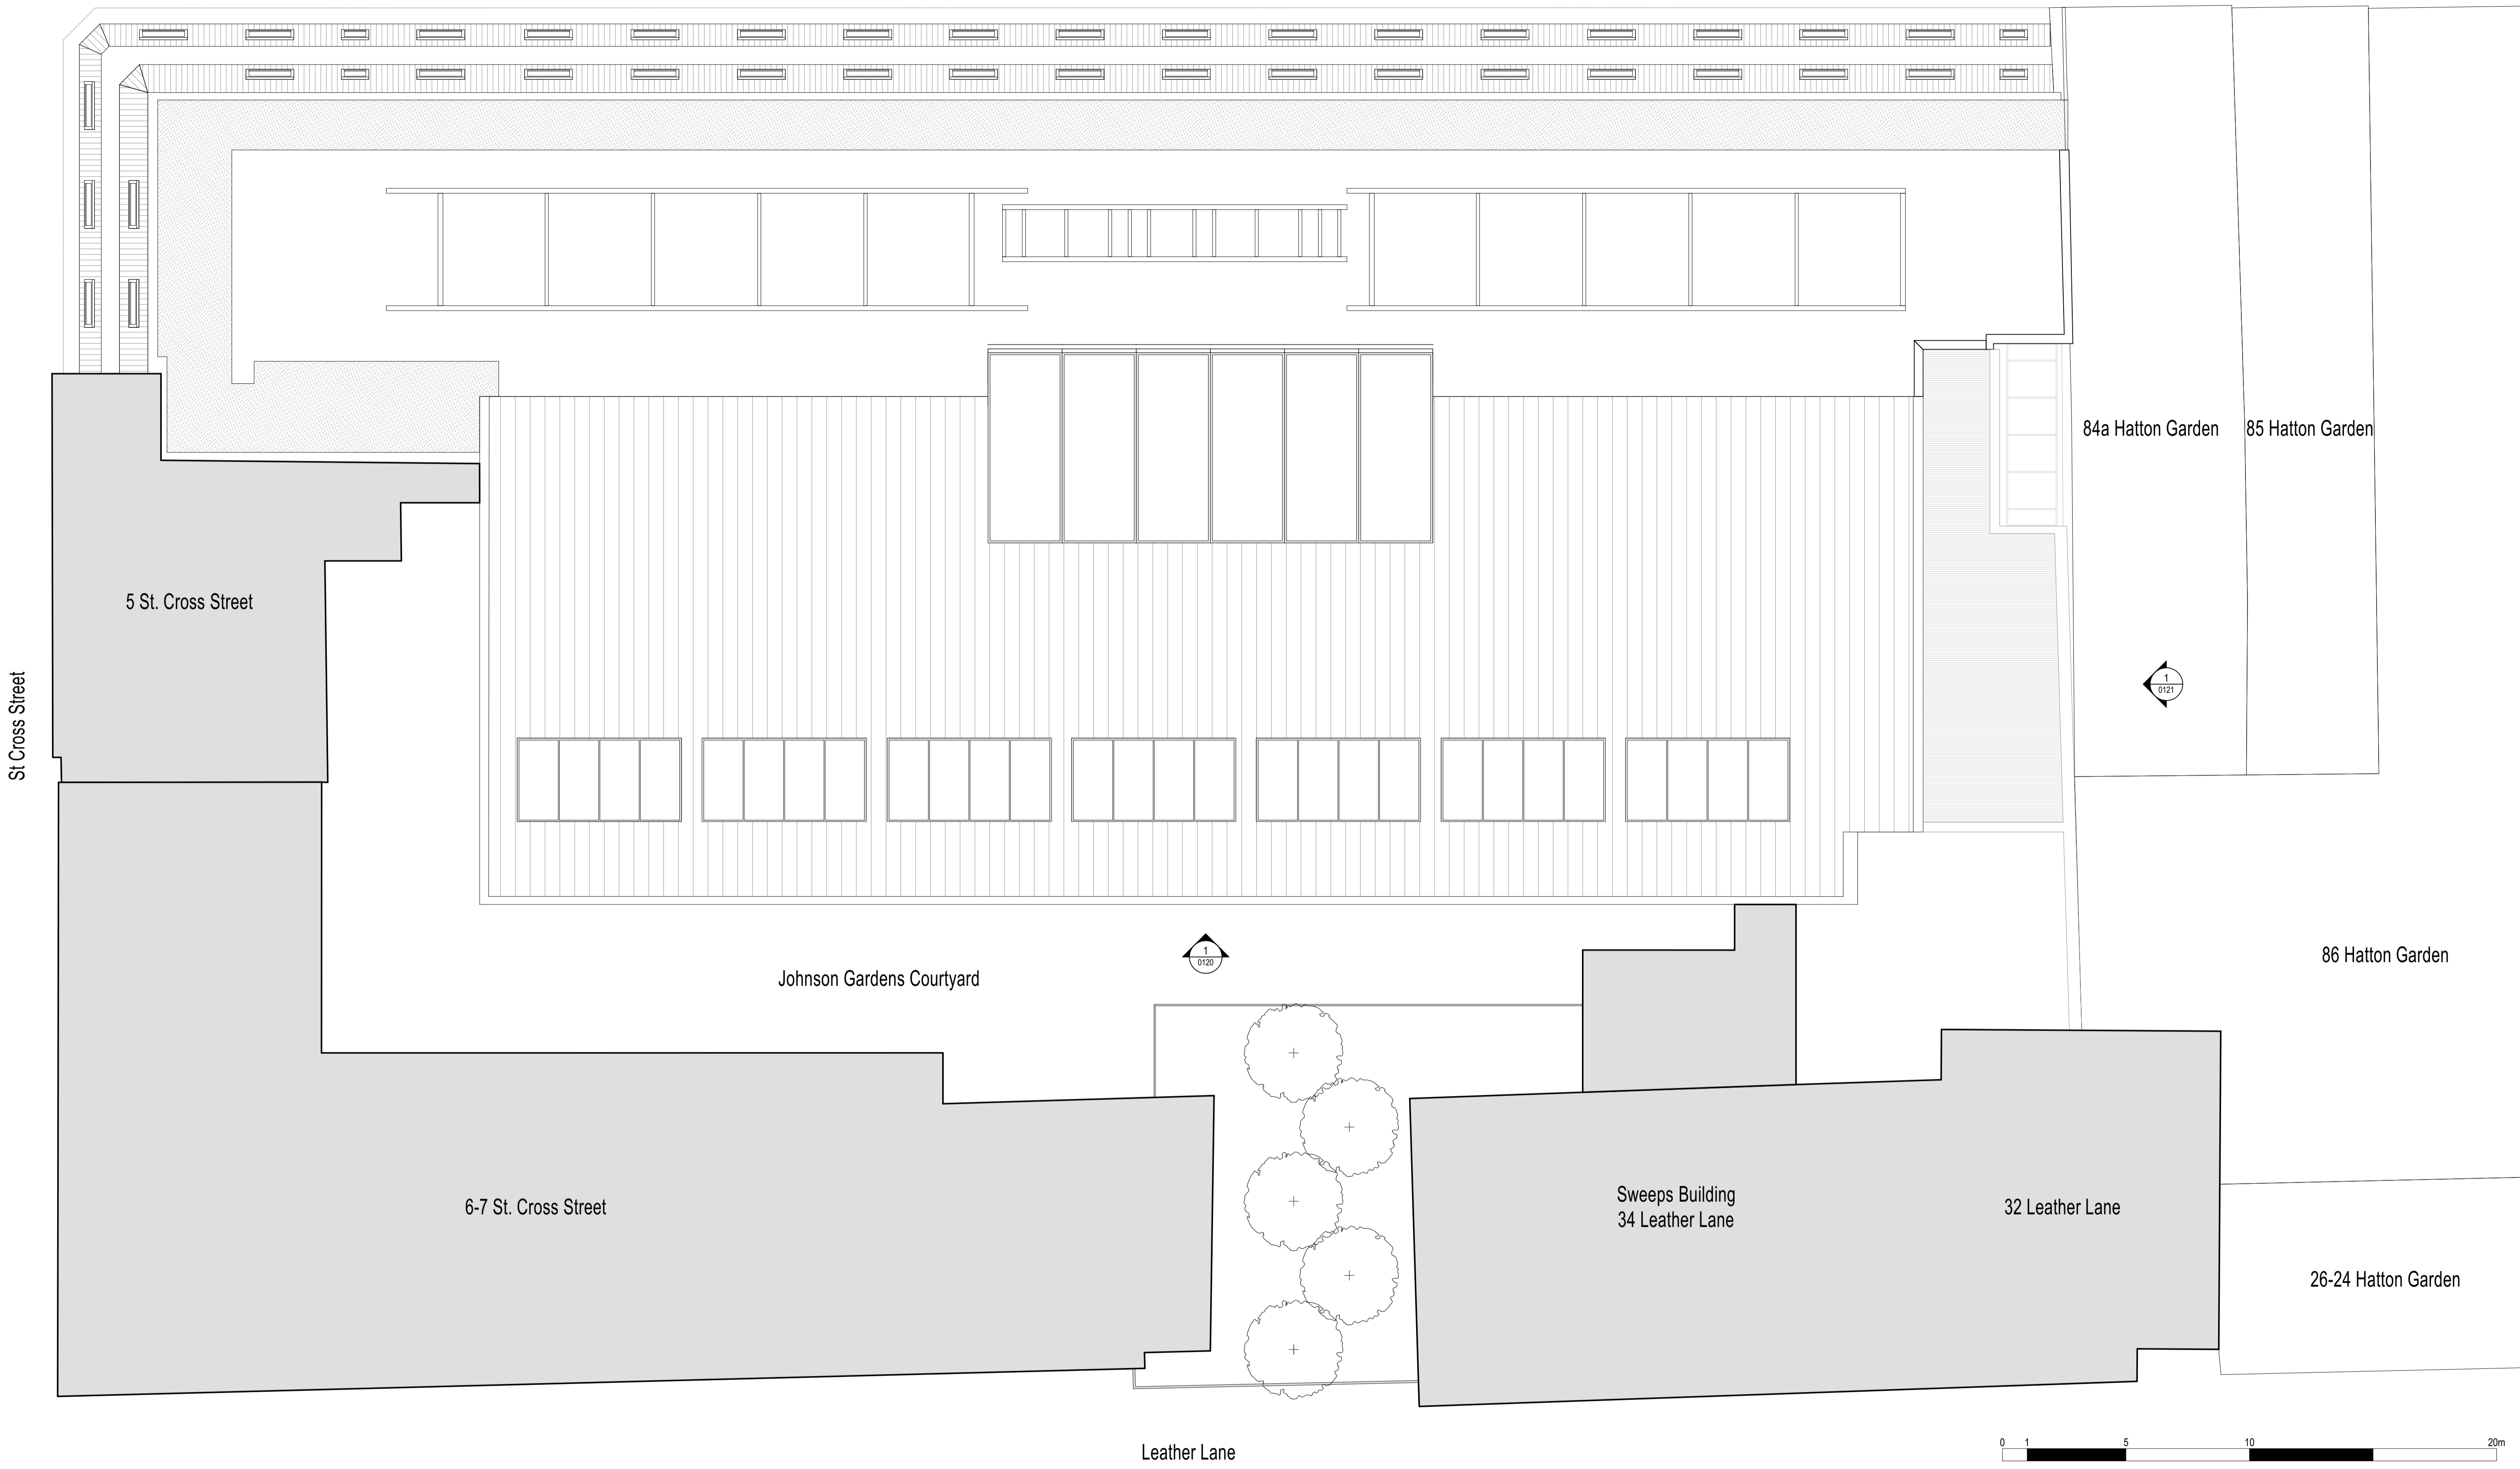 84a Hatton Garden
85 Hatton Garden
5 St. Cross Street
St Cross Street
1
0121
86 Hatton Garden
1
0120
Johnson Gardens Courtyard
6-7 St. Cross Street
Sweeps Building
34 Leather Lane
32 Leather Lane
26-24 Hatton Garden
Leather Lane
0 1 5 10 20m